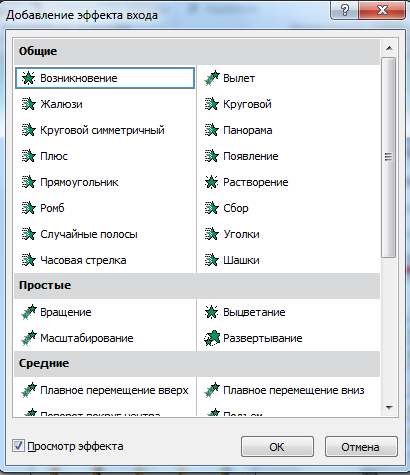 Добавление эффекта входа
Общие
Возникновение Вылет
Жалюзи Круговой
Круговой симметричный Панорама
Плюс Появление
Прямоугольник Растворение
Ромб Сбор
Случайные полосы Уголки
Часовая стрелка Шашки
Простые
Вращение Выцветание
Масштабирование Развертывание
Средние
Плавное перемещение вверх Плавное перемещение вниз
Поворот вокруг центра Подъем
Просмотр эффекта ОК Отмена